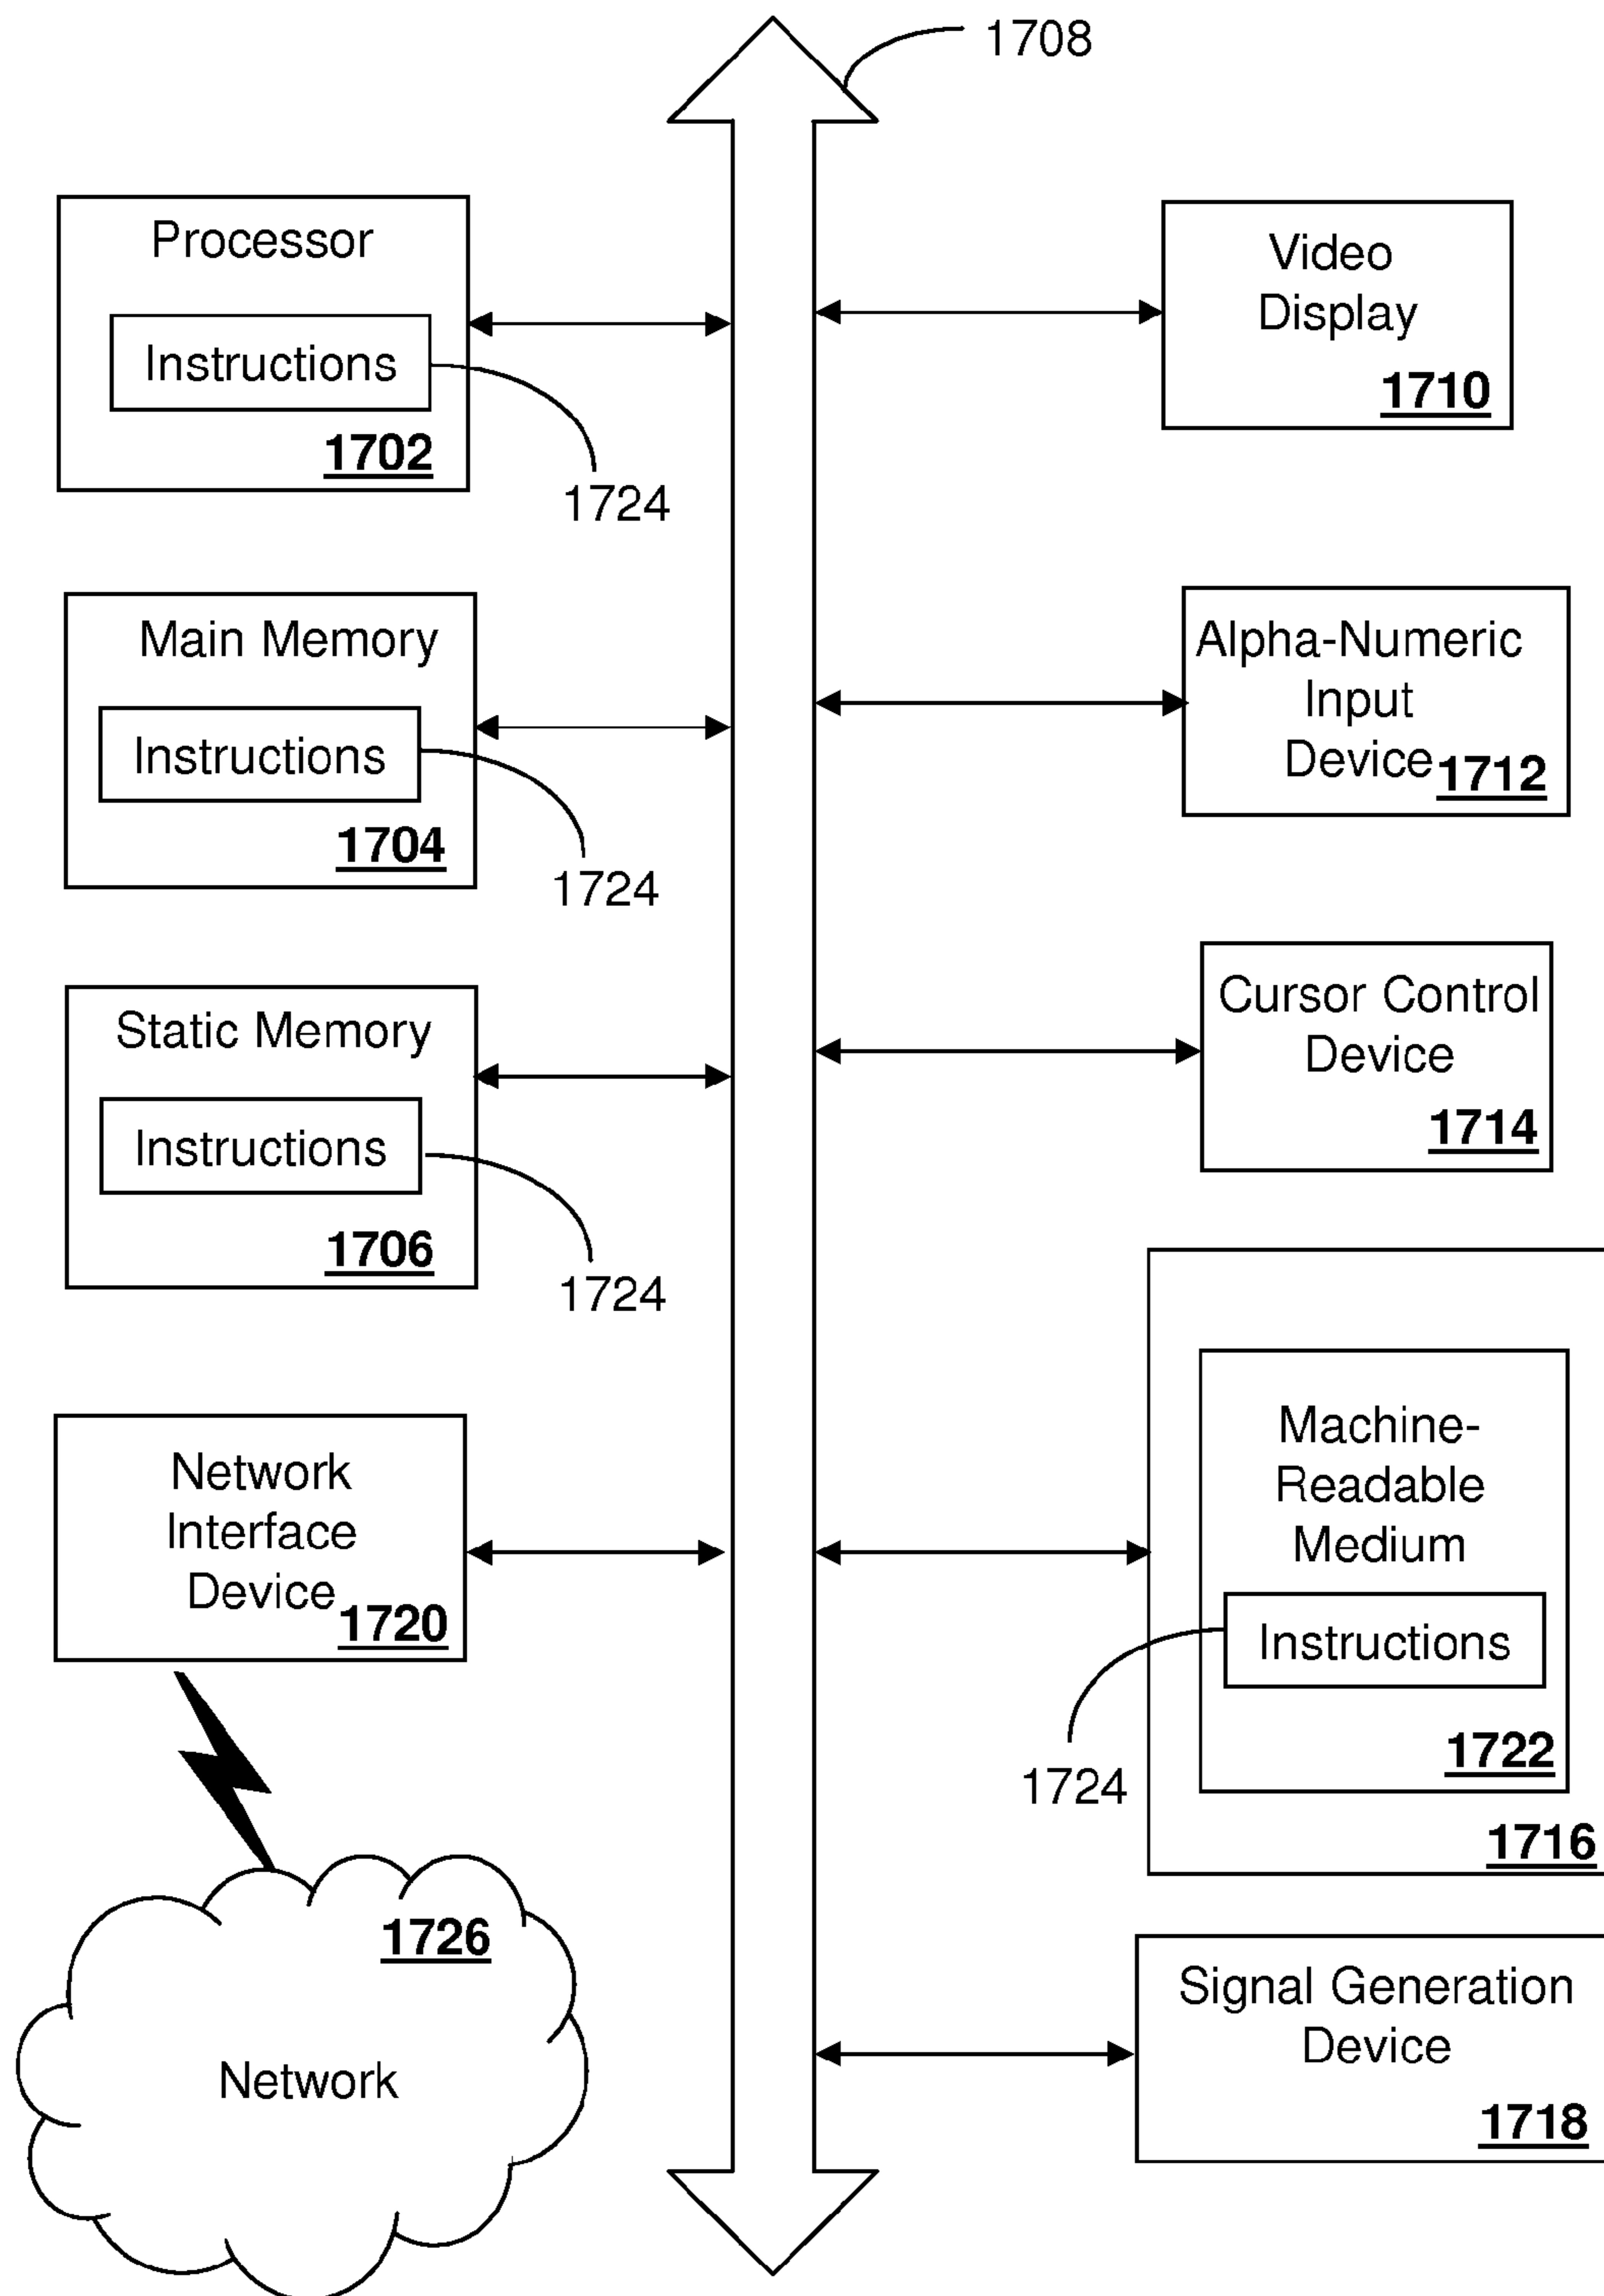 1708
Processor
Instructions
1702
1724
Video
Display
1710
Main Memory
Instructions
1704
1724
Alpha-Numeric
Input
Device
1712
Static Memory
Instructions
1706
1724
Cursor Control
Device
1714
Network
Interface
Device
1720
Machine-
Readable
Medium
Instructions
1722
1724
1716
1726
Network
Signal Generation
Device
1718